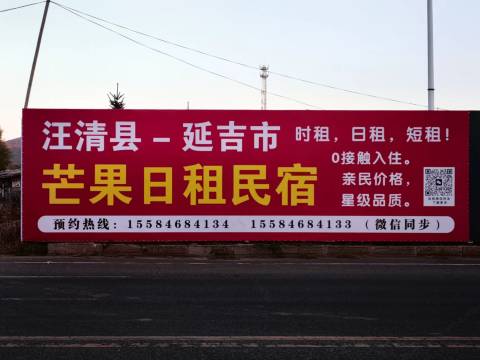 汪清县 - 延吉市
芒果日租民宿
时租，日租，短租！
0接触入住。
亲民价格，
星级品质。
预约热线：15584684134 15584684133 （微信同步）